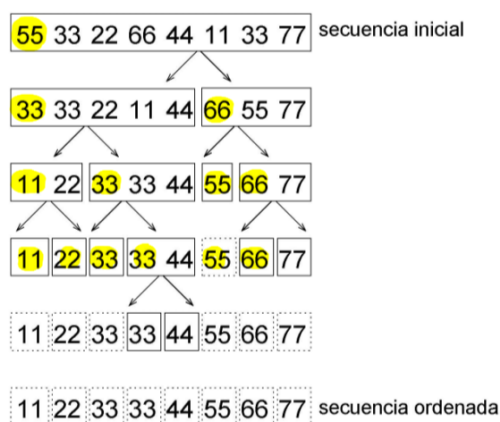 55 33 22 66 44 11 33 77 secuencia inicial
33 33 22 11 44 66 55 77
11 22 33 33 44 55 66 77
11 22 33 33 44 55 66 77
11 22 33 33 44 55 66 77
11 22 33 33 44 55 66 77 secuencia ordenada